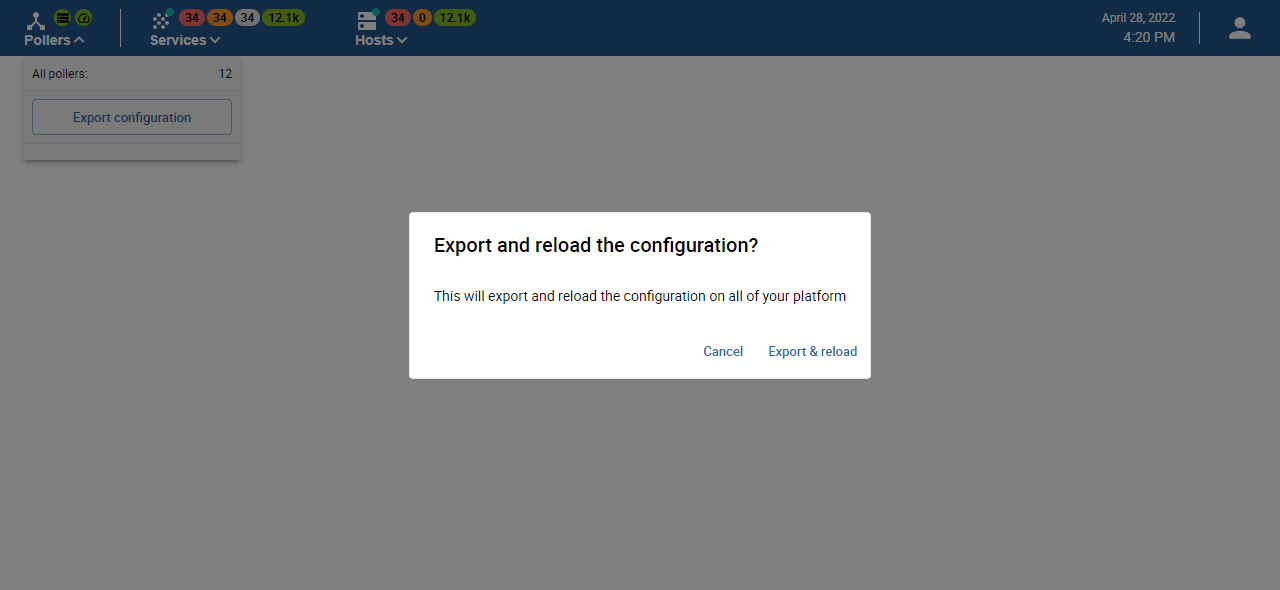 34 34 34 12.1k
34 0 12.1k
April 28, 2022
Pollers
Services
Hosts
4:20 PM
All pollers: 12
Export configuration
Export and reload the configuration?
This will export and reload the configuration on all of your platform
Cancel Export & reload